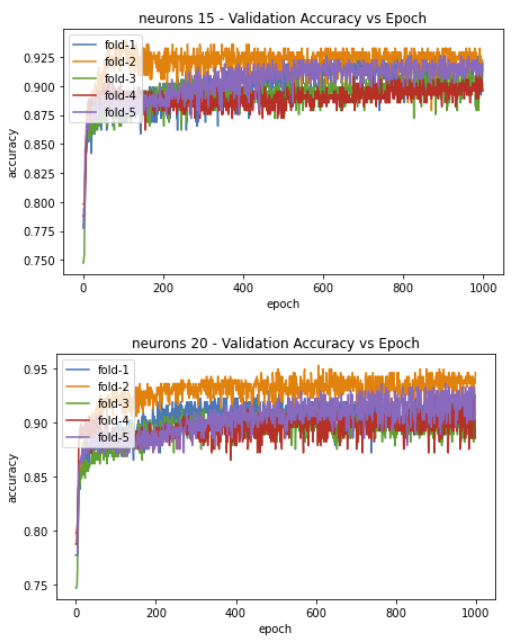 neurons 15 - Validation Accuracy vs Epoch
fold-1
fold-2
fold-3
fold-4
fold-5
0.925
0.900
0.875
0.850
0.825
0.800
0.775
0.750
accuracy
0 200 400 600 800 1000
epoch
neurons 20 - Validation Accuracy vs Epoch
fold-1
fold-2
fold-3
fold-4
fold-5
0.95
0.90
0.85
0.80
0.75
accuracy
0 200 400 600 800 1000
epoch